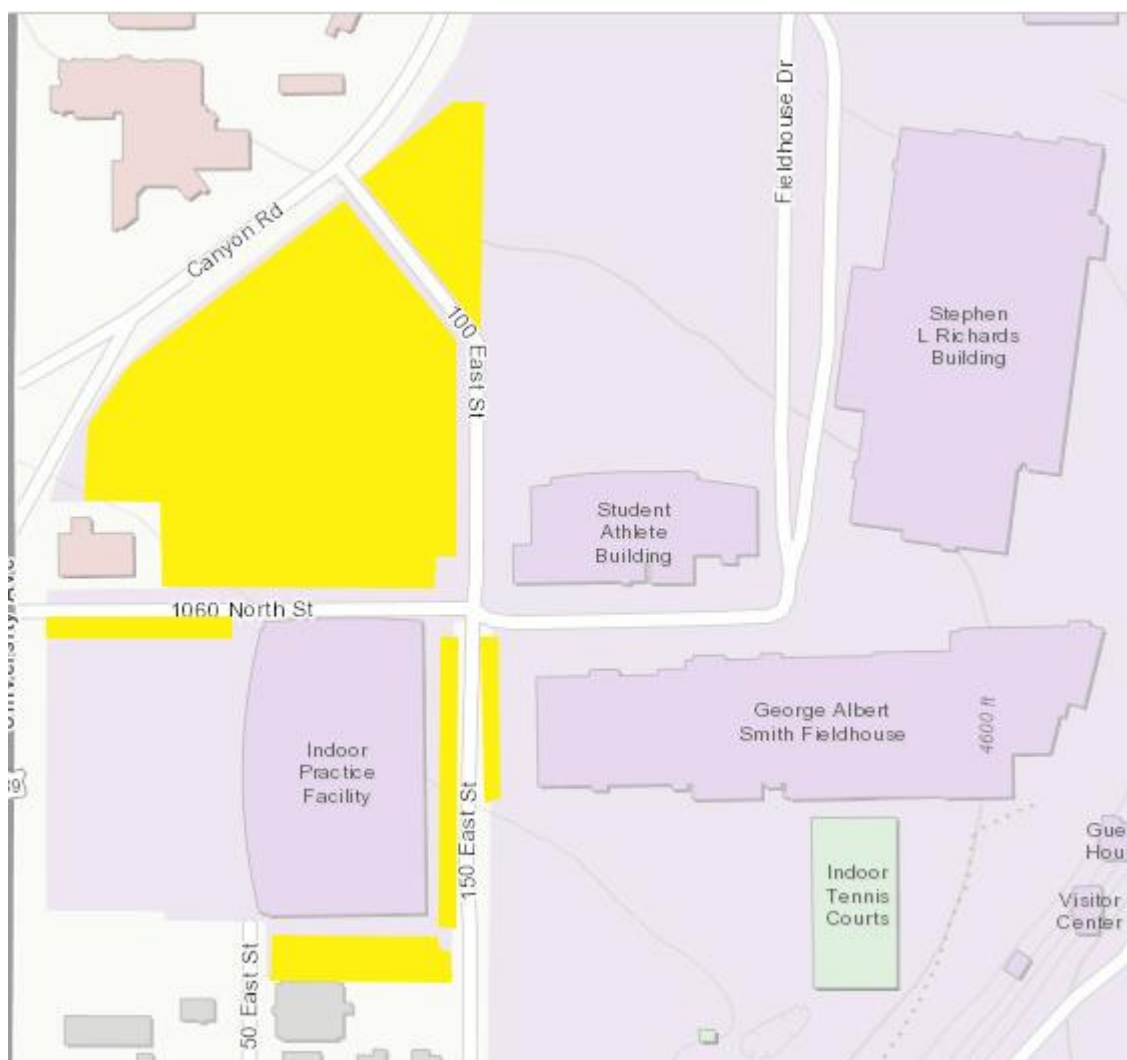 Fieldhouse Dr
Canyon Rd
100 East St
Stephen
L Richards
Building
Student
Athlete
Building
1060 North St
George Albert
Smith Fieldhouse
4600 ft
Indoor
Practice
Facility
150 East St
Indoor
Tennis
Courts
Visitor
Center
50 East St